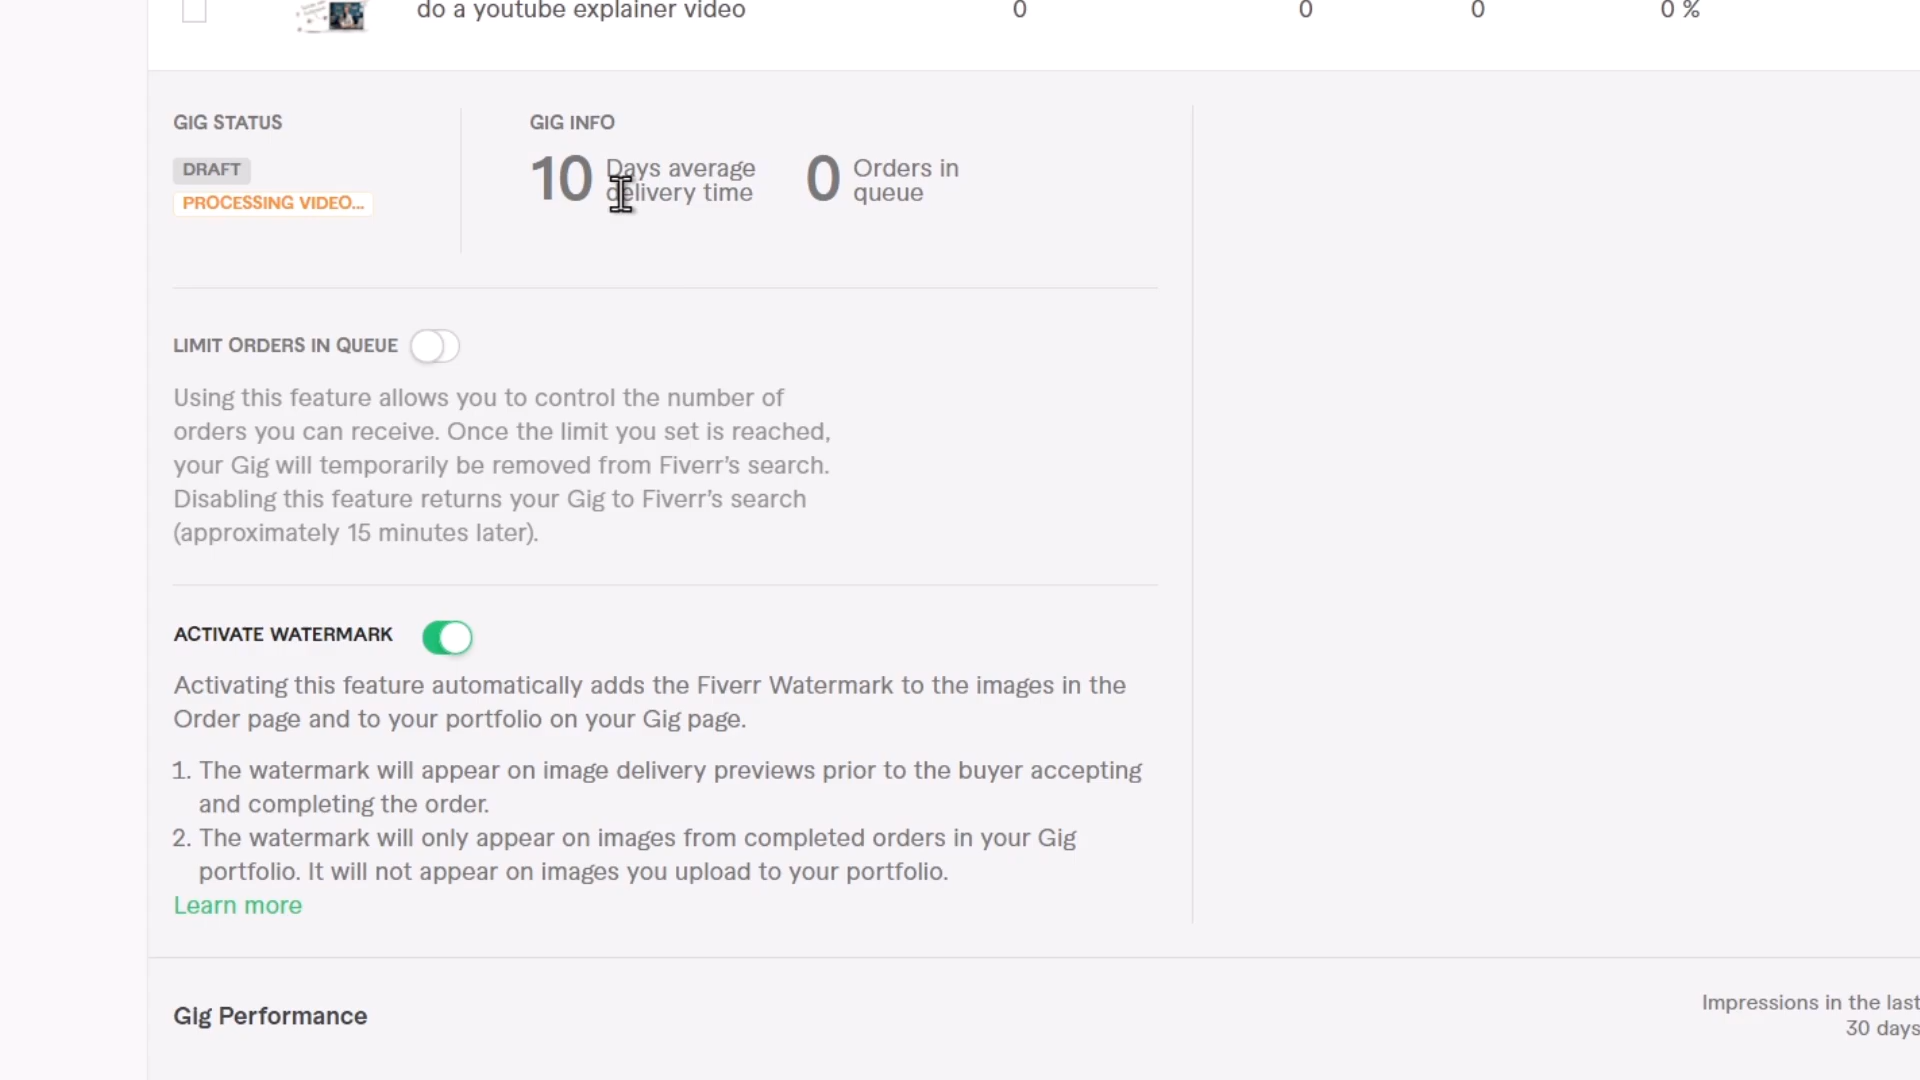 do a youtube explainer video 0 0 0 0 %
GIG STATUS
DRAFT
PROCESSING VIDEO...
GIG INFO
10 Days average
delivery time
0 Orders in
queue
LIMIT ORDERS IN QUEUE
Using this feature allows you to control the number of
orders you can receive. Once the limit you set is reached,
your Gig will temporarily be removed from Fiverr's search.
Disabling this feature returns your Gig to Fiverr's search
(approximately 15 minutes later).
ACTIVATE WATERMARK
Activating this feature automatically adds the Fiverr Watermark to the images in the
Order page and to your portfolio on your Gig page.
1. The watermark will appear on image delivery previews prior to the buyer accepting
and completing the order.
2. The watermark will only appear on images from completed orders in your Gig
portfolio. It will not appear on images you upload to your portfolio.
Learn more
Gig Performance
Impressions in the last
30 days